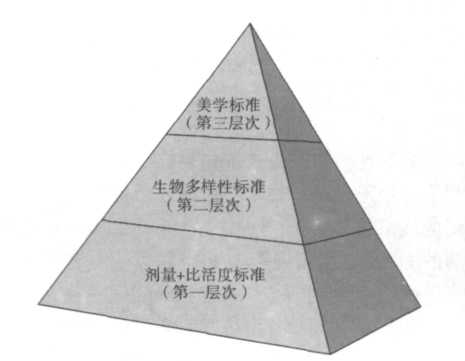 美学标准
（第三层次）
生物多样性标准
（第二层次）
剂量+比活度标准
（第一层次）